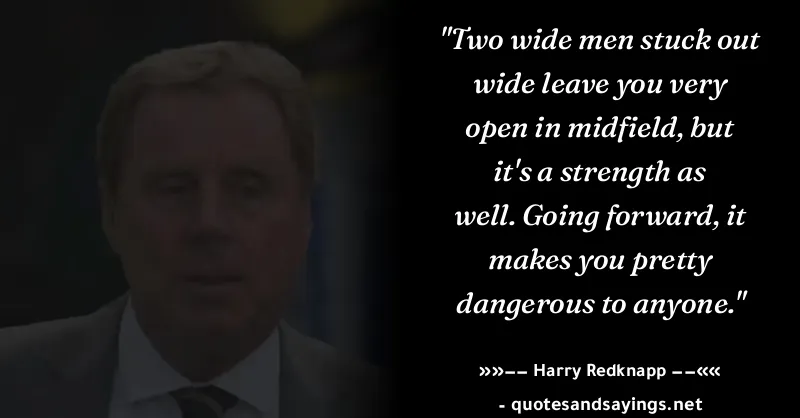 "Two wide men stuck out
wide leave you very
open in midfield, but
it's a strength as
well. Going forward, it
makes you pretty
dangerous to anyone."
»»–– Harry Redknapp ––««
- quotesandsayings.net